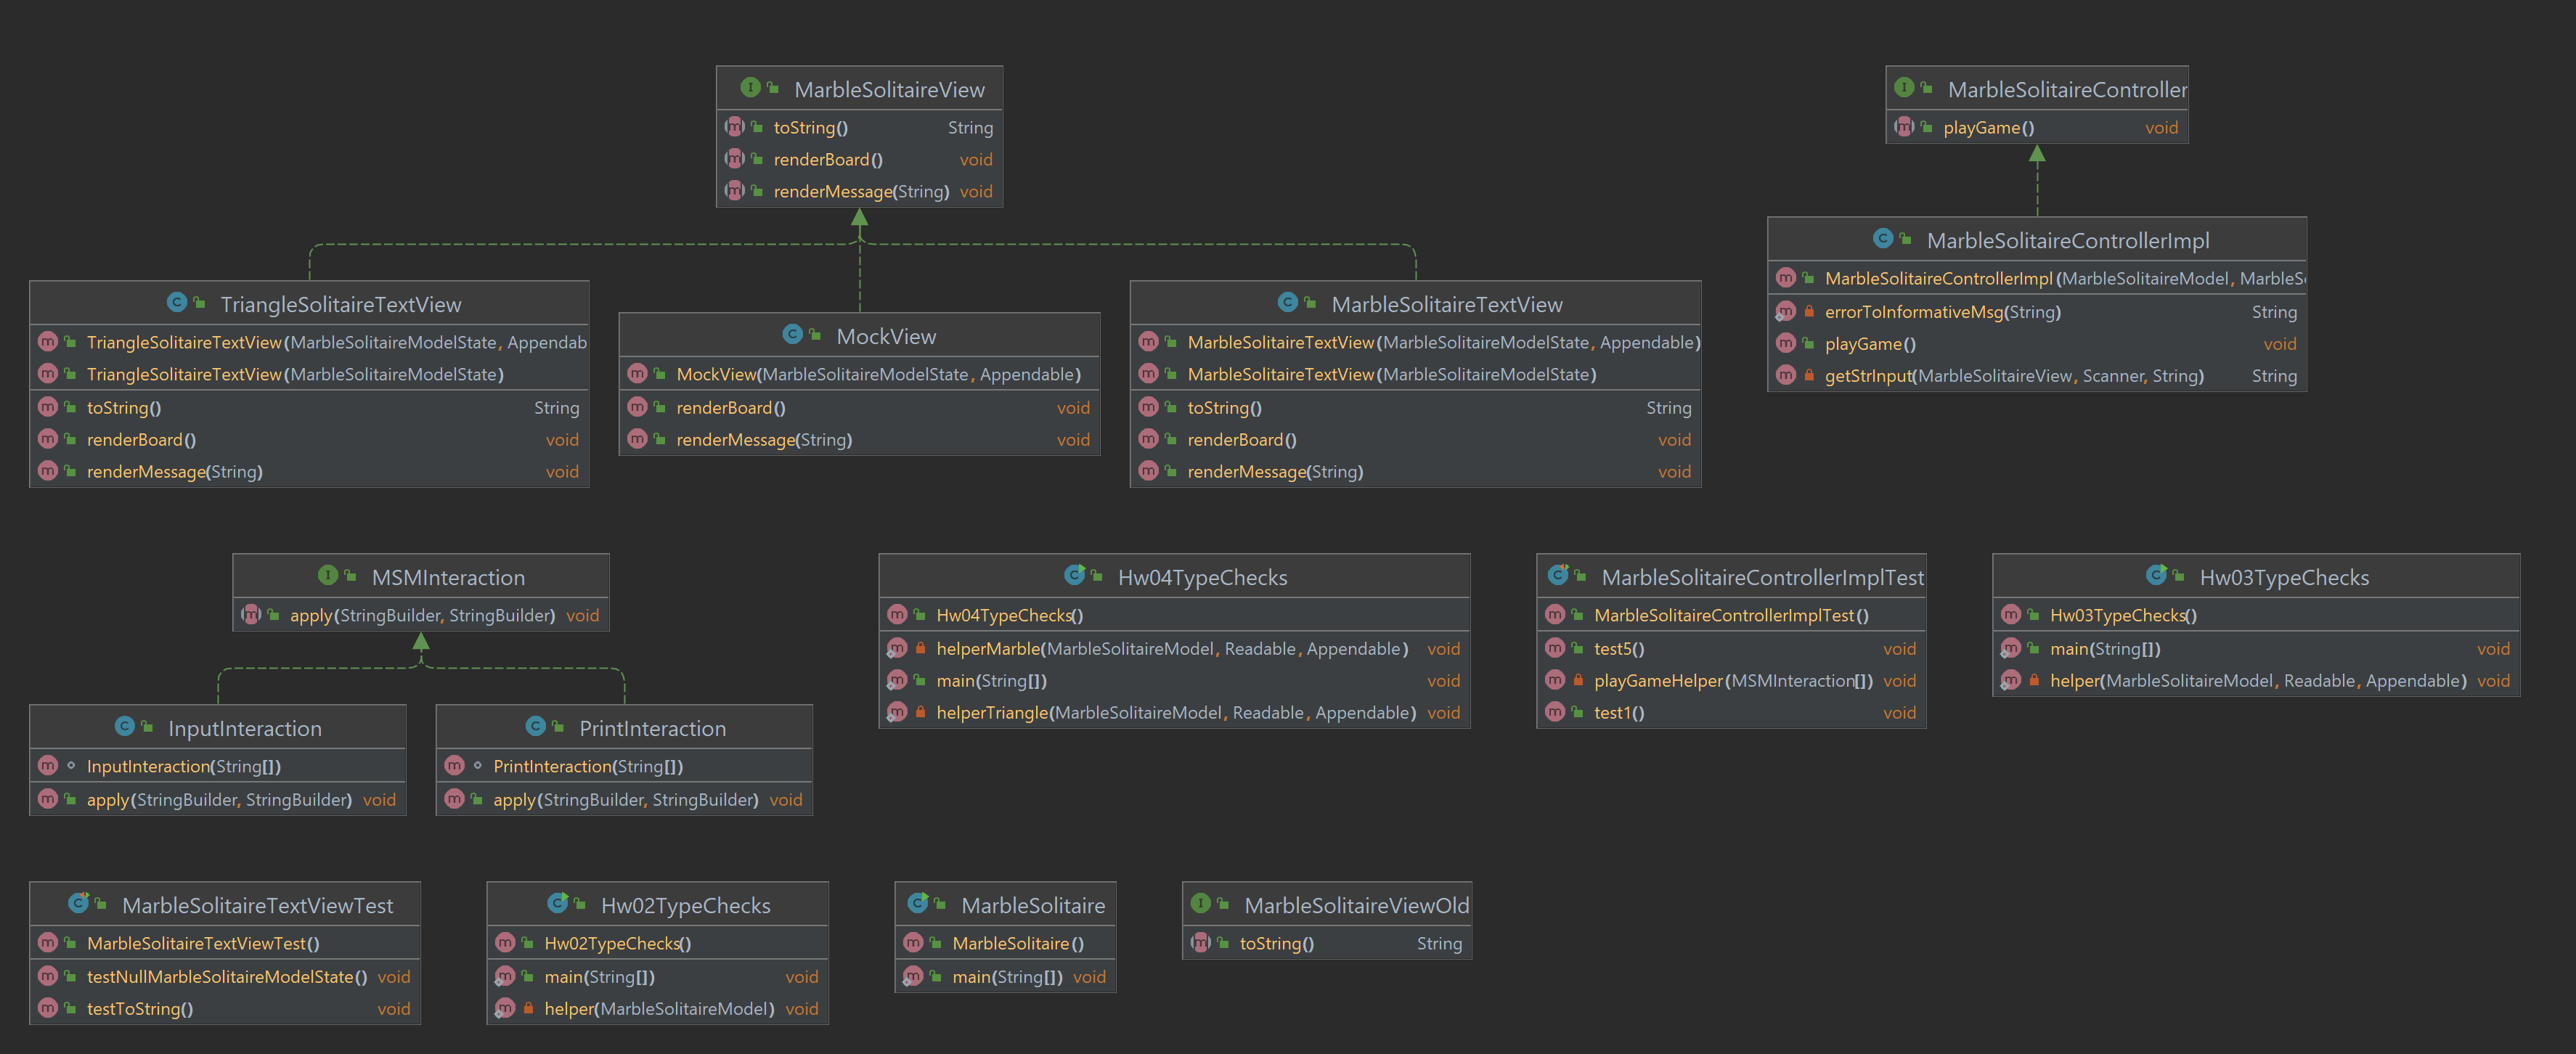 MarbleSolitaireView
toString() String
renderBoard() void
renderMessage(String) void
MarbleSolitaireController
playGame() void
TriangleSolitaireTextView
TriangleSolitaireTextView(MarbleSolitaireModelState, Appendab
TriangleSolitaireTextView(MarbleSolitaireModelState)
toString() String
renderBoard() void
renderMessage(String) void
MockView
MockView(MarbleSolitaireModelState, Appendable)
renderBoard() void
renderMessage(String) void
MarbleSolitaireTextView
MarbleSolitaireTextView(MarbleSolitaireModelState, Appendable)
MarbleSolitaireTextView(MarbleSolitaireModelState)
toString() String
renderBoard() void
renderMessage(String) void
MarbleSolitaireControllerImpl
MarbleSolitaireControllerImpl(MarbleSolitaireModel, MarbleS
errorToInformativeMsg(String) String
playGame() void
getStrInput(MarbleSolitaireView, Scanner, String) String
MSMInteraction
apply(StringBuilder, StringBuilder) void
InputInteraction
InputInteraction(String[])
apply(StringBuilder, StringBuilder) void
PrintInteraction
PrintInteraction(String[])
apply(StringBuilder, StringBuilder) void
Hw04TypeChecks
Hw04TypeChecks()
helperMarble(MarbleSolitaireModel, Readable, Appendable) void
main(String[]) void
helperTriangle(MarbleSolitaireModel, Readable, Appendable) void
MarbleSolitaireControllerImplTest
MarbleSolitaireControllerImplTest()
test5() void
playGameHelper(MSMInteraction[]) void
test1() void
Hw03TypeChecks
Hw03TypeChecks()
main(String[]) void
helper(MarbleSolitaireModel, Readable, Appendable) void
MarbleSolitaireTextViewTest
MarbleSolitaireTextViewTest()
testNullMarbleSolitaireModelState() void
testToString() void
Hw02TypeChecks
Hw02TypeChecks()
main(String[]) void
helper(MarbleSolitaireModel) void
MarbleSolitaire
MarbleSolitaire()
main(String[]) void
MarbleSolitaireViewOld
toString() String